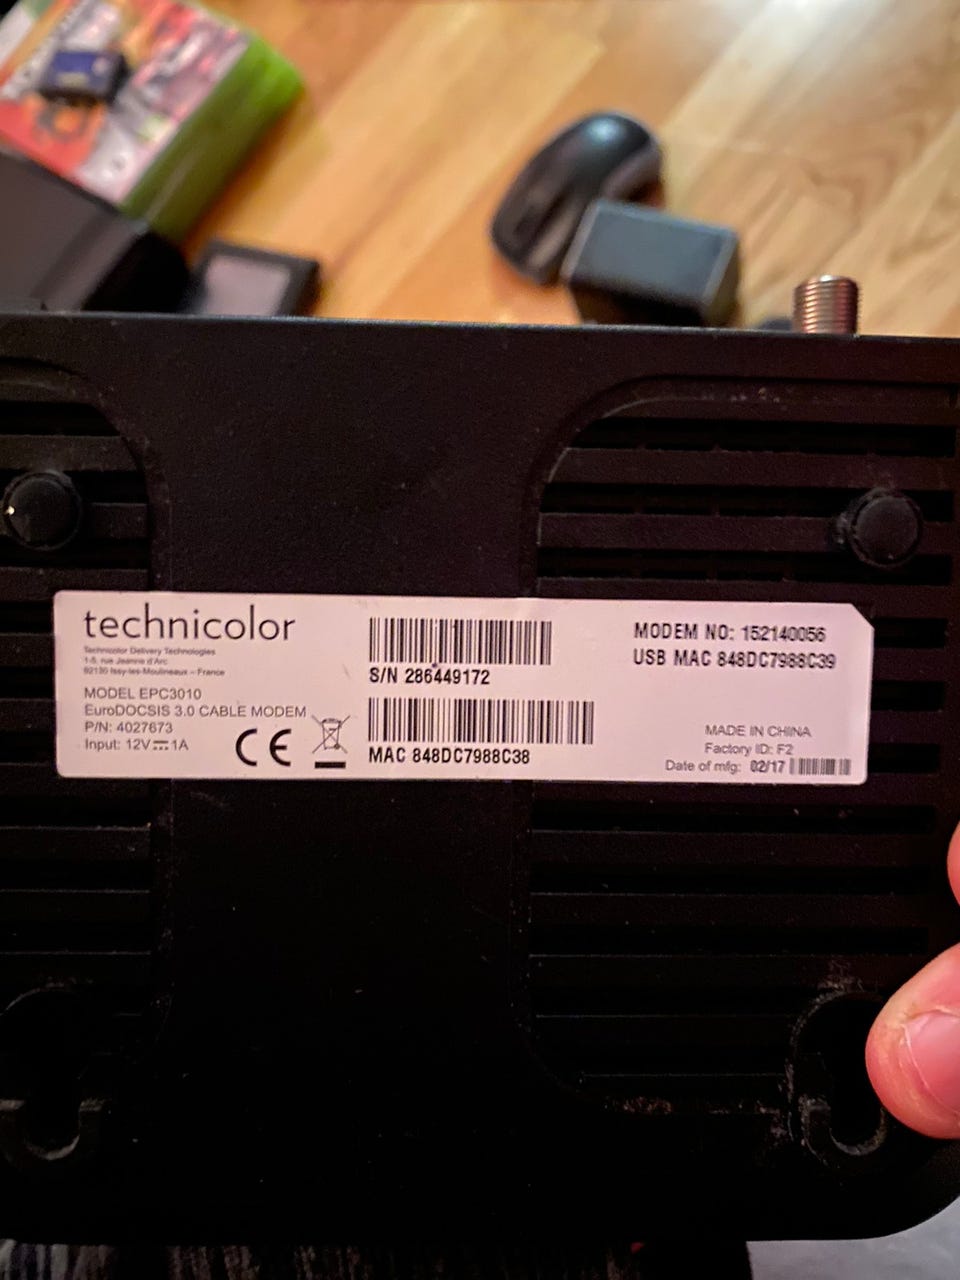 technicolor
Technicolor Delivery Technologies
1-5, rue Jeanne d'Arc
92130 Issy-les-Moulineaux – France
MODEL EPC3010
EuroDOCSIS 3.0 CABLE MODEM
P/N: 4027673
Input: 12V⎓1A
CE
S/N 286449172
MAC 848DC7988C38
MODEM NO: 152140056
USB MAC 848DC7988C39
MADE IN CHINA
Factory ID: F2
Date of mfg: 02/17